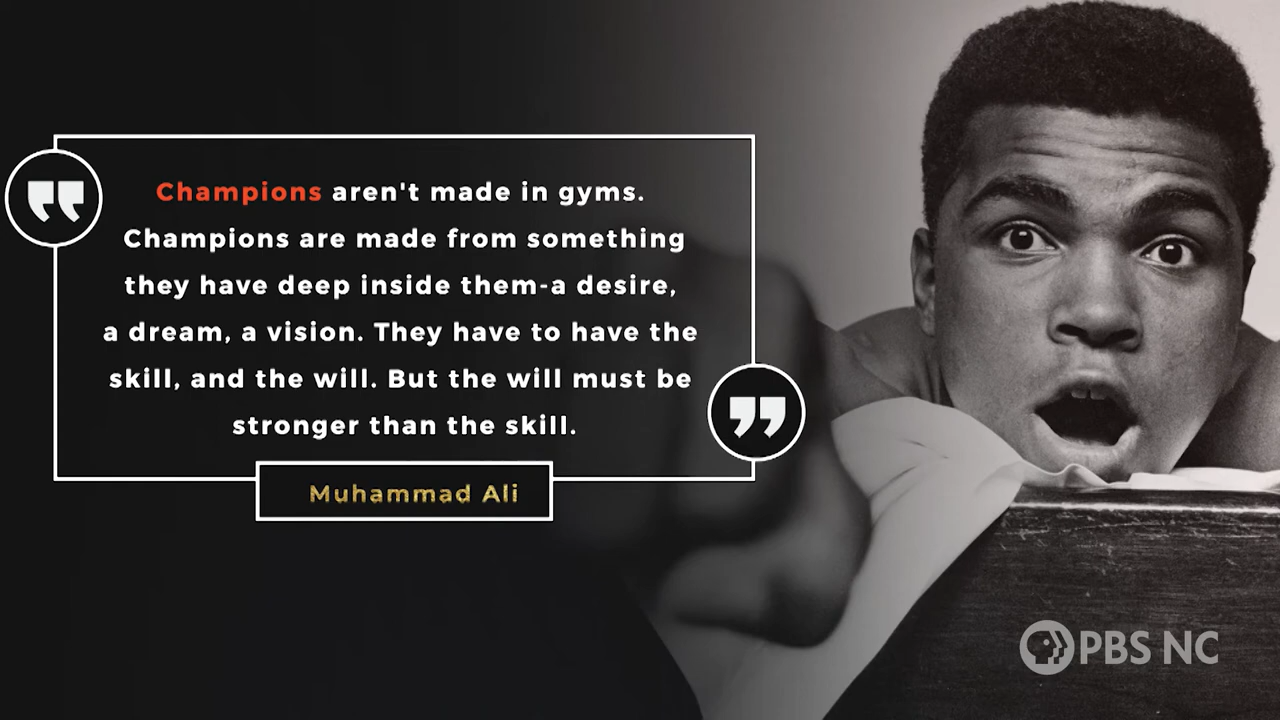 Champions aren't made in gyms.
Champions are made from something
they have deep inside them-a desire,
a dream, a vision. They have to have the
skill, and the will. But the will must be
stronger than the skill.
Muhammad Ali
PBS NC